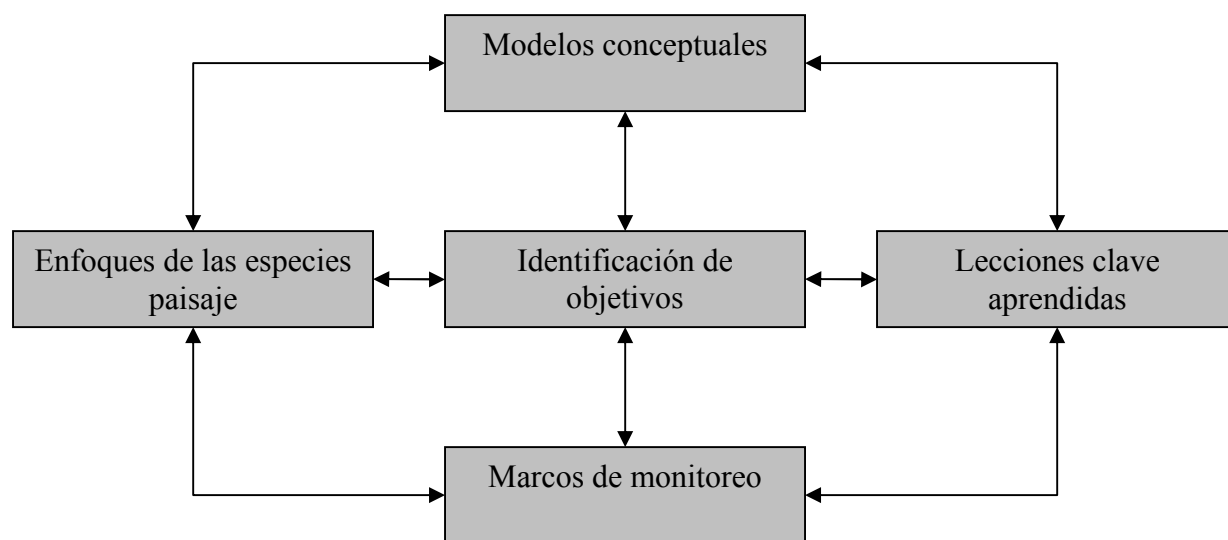 Modelos conceptuales
Enfoques de las especies
paisaje
Identificación de
objetivos
Lecciones clave
aprendidas
Marcos de monitoreo